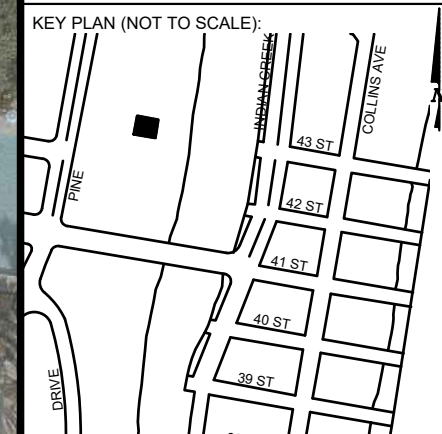 KEY PLAN (NOT TO SCALE):
INDIAN CREEK
COLLINS AVE
N
43 ST
PINE
42 ST
41 ST
40 ST
DRIVE
39 ST